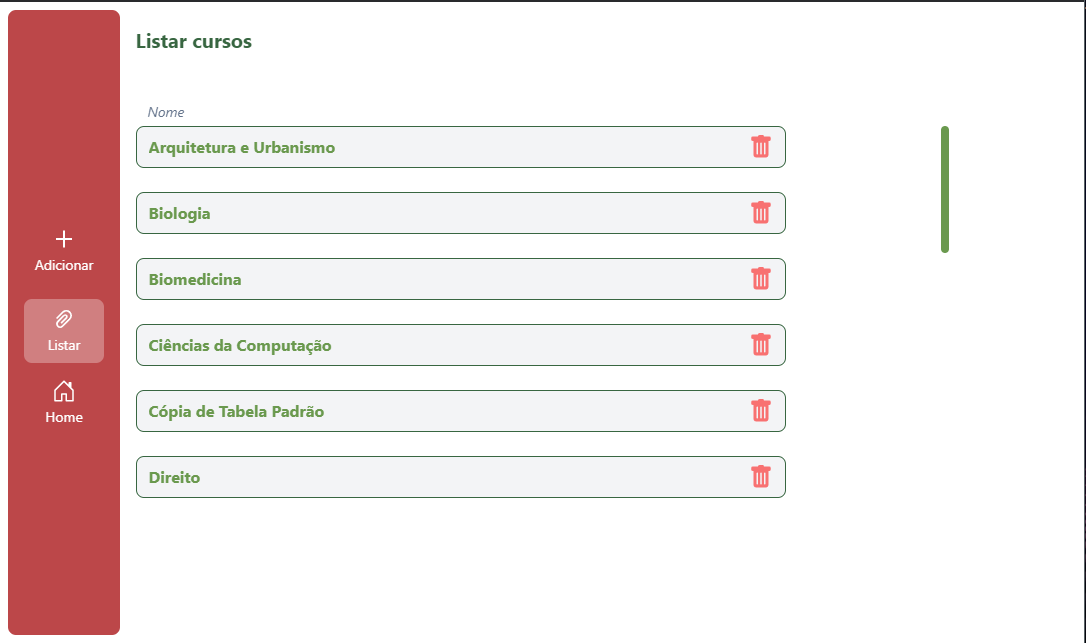 Listar cursos
Nome
Arquitetura e Urbanismo
Biologia
Biomedicina
Ciências da Computação
Cópia de Tabela Padrão
Direito
Adicionar
Listar
Home